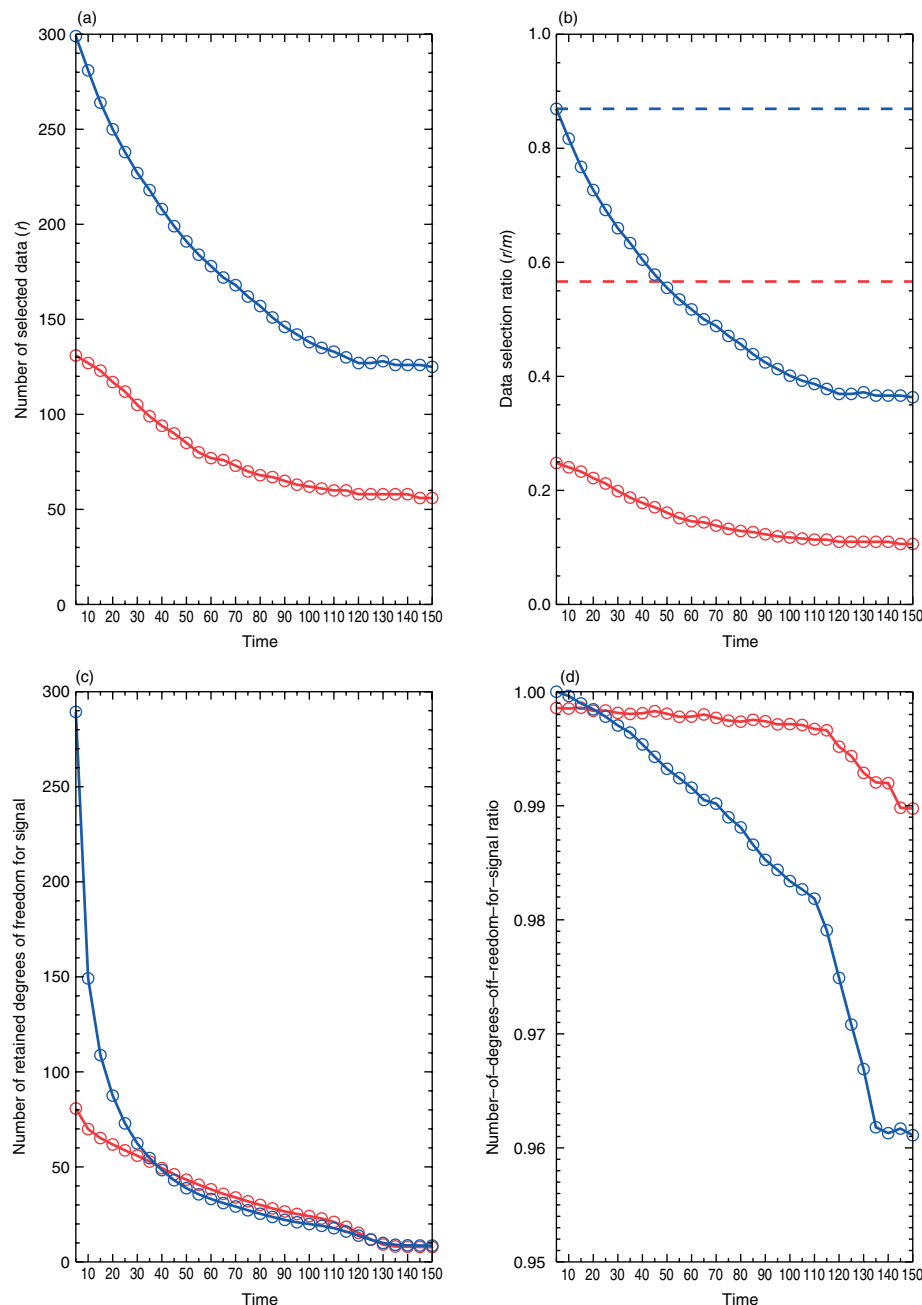 (a)
300
250
200
150
100
50
0
Number of selected data (r)
10 20 30 40 50 60 70 80 90 100 110 120 130 140 150
Time
(b)
1.0
0.8
0.6
0.4
0.2
0.0
Data selection ratio (r/m)
10 20 30 40 50 60 70 80 90 100 110 120 130 140 150
Time
(c)
300
250
200
150
100
50
0
Number of retained degrees of freedom for signal
10 20 30 40 50 60 70 80 90 100 110 120 130 140 150
Time
(d)
1.00
0.99
0.98
0.97
0.96
0.95
Number–of–degrees–off–reedom–for–signal ratio
10 20 30 40 50 60 70 80 90 100 110 120 130 140 150
Time